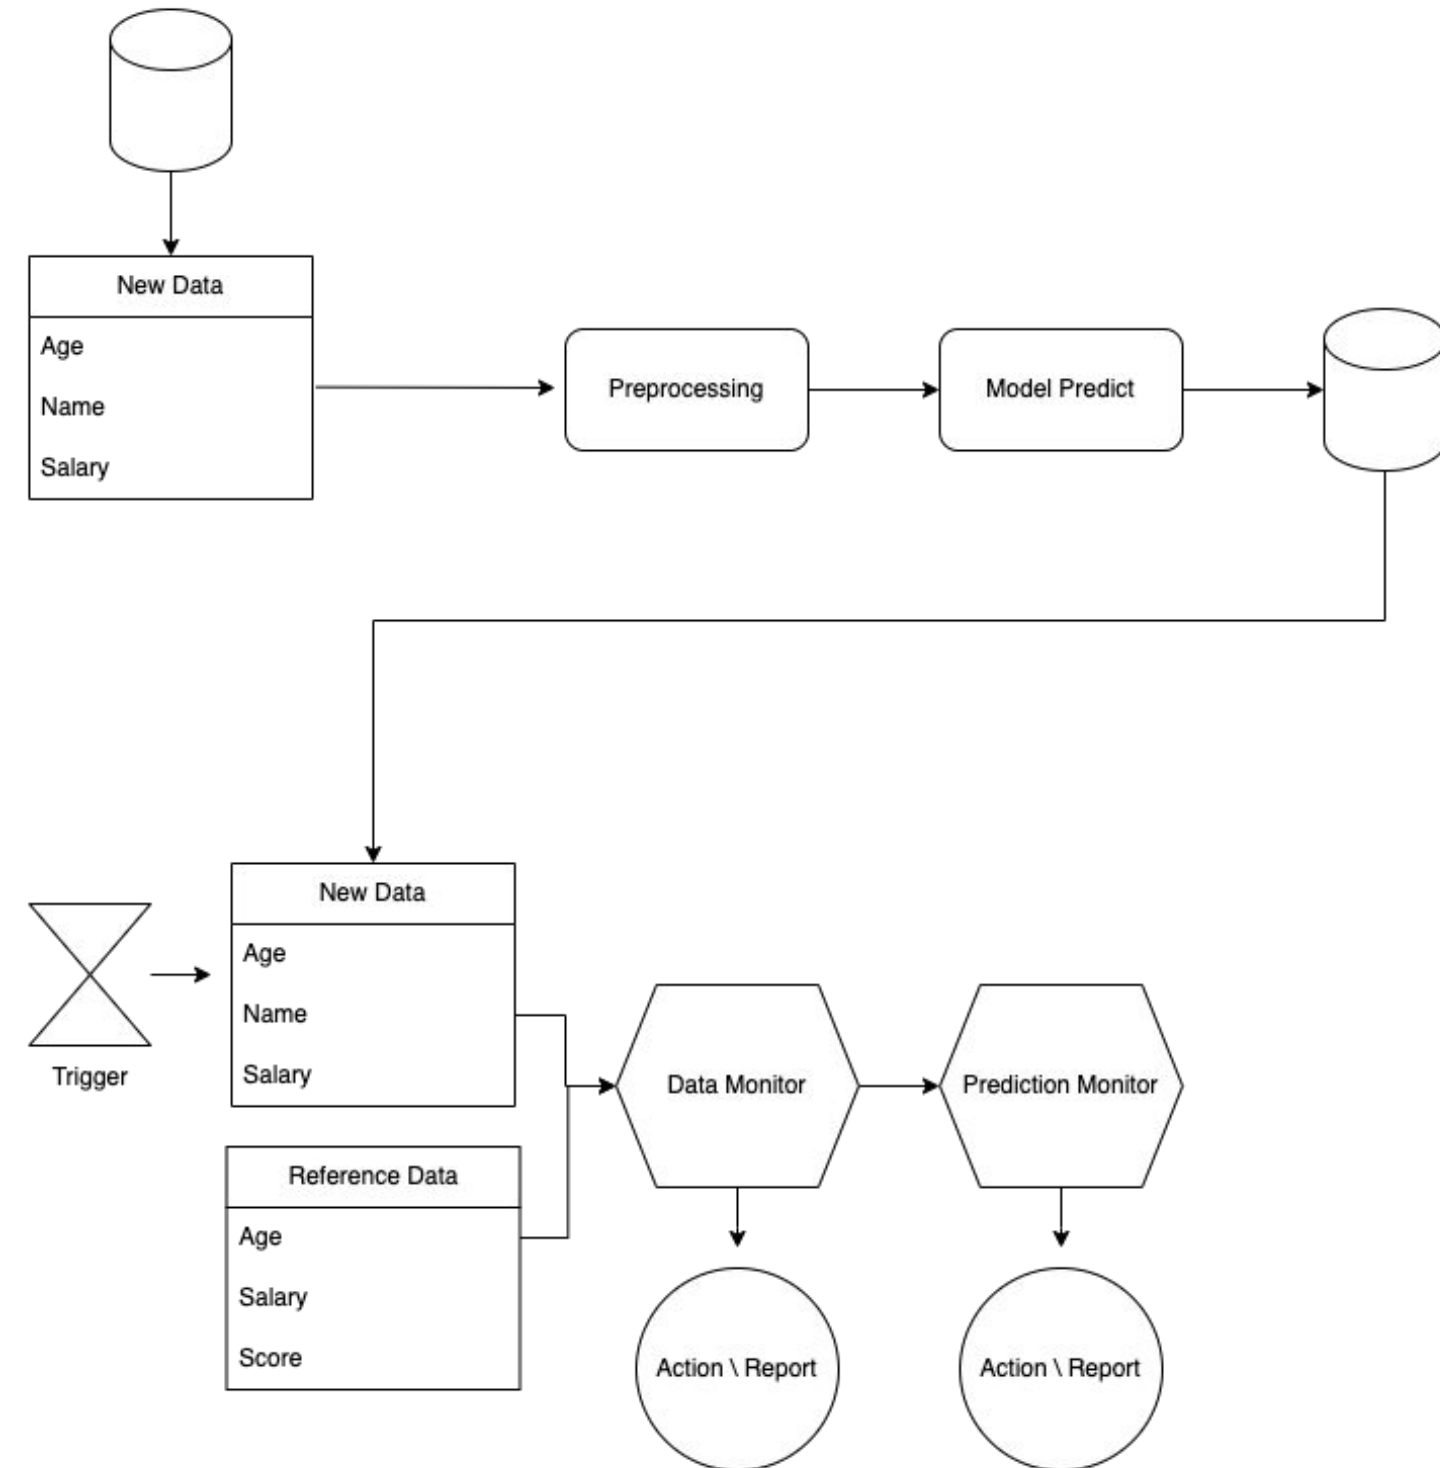 New Data
Age
Name
Salary
Preprocessing
Model Predict
New Data
Age
Name
Salary
Trigger
Reference Data
Age
Salary
Score
Data Monitor
Prediction Monitor
Action \ Report
Action \ Report